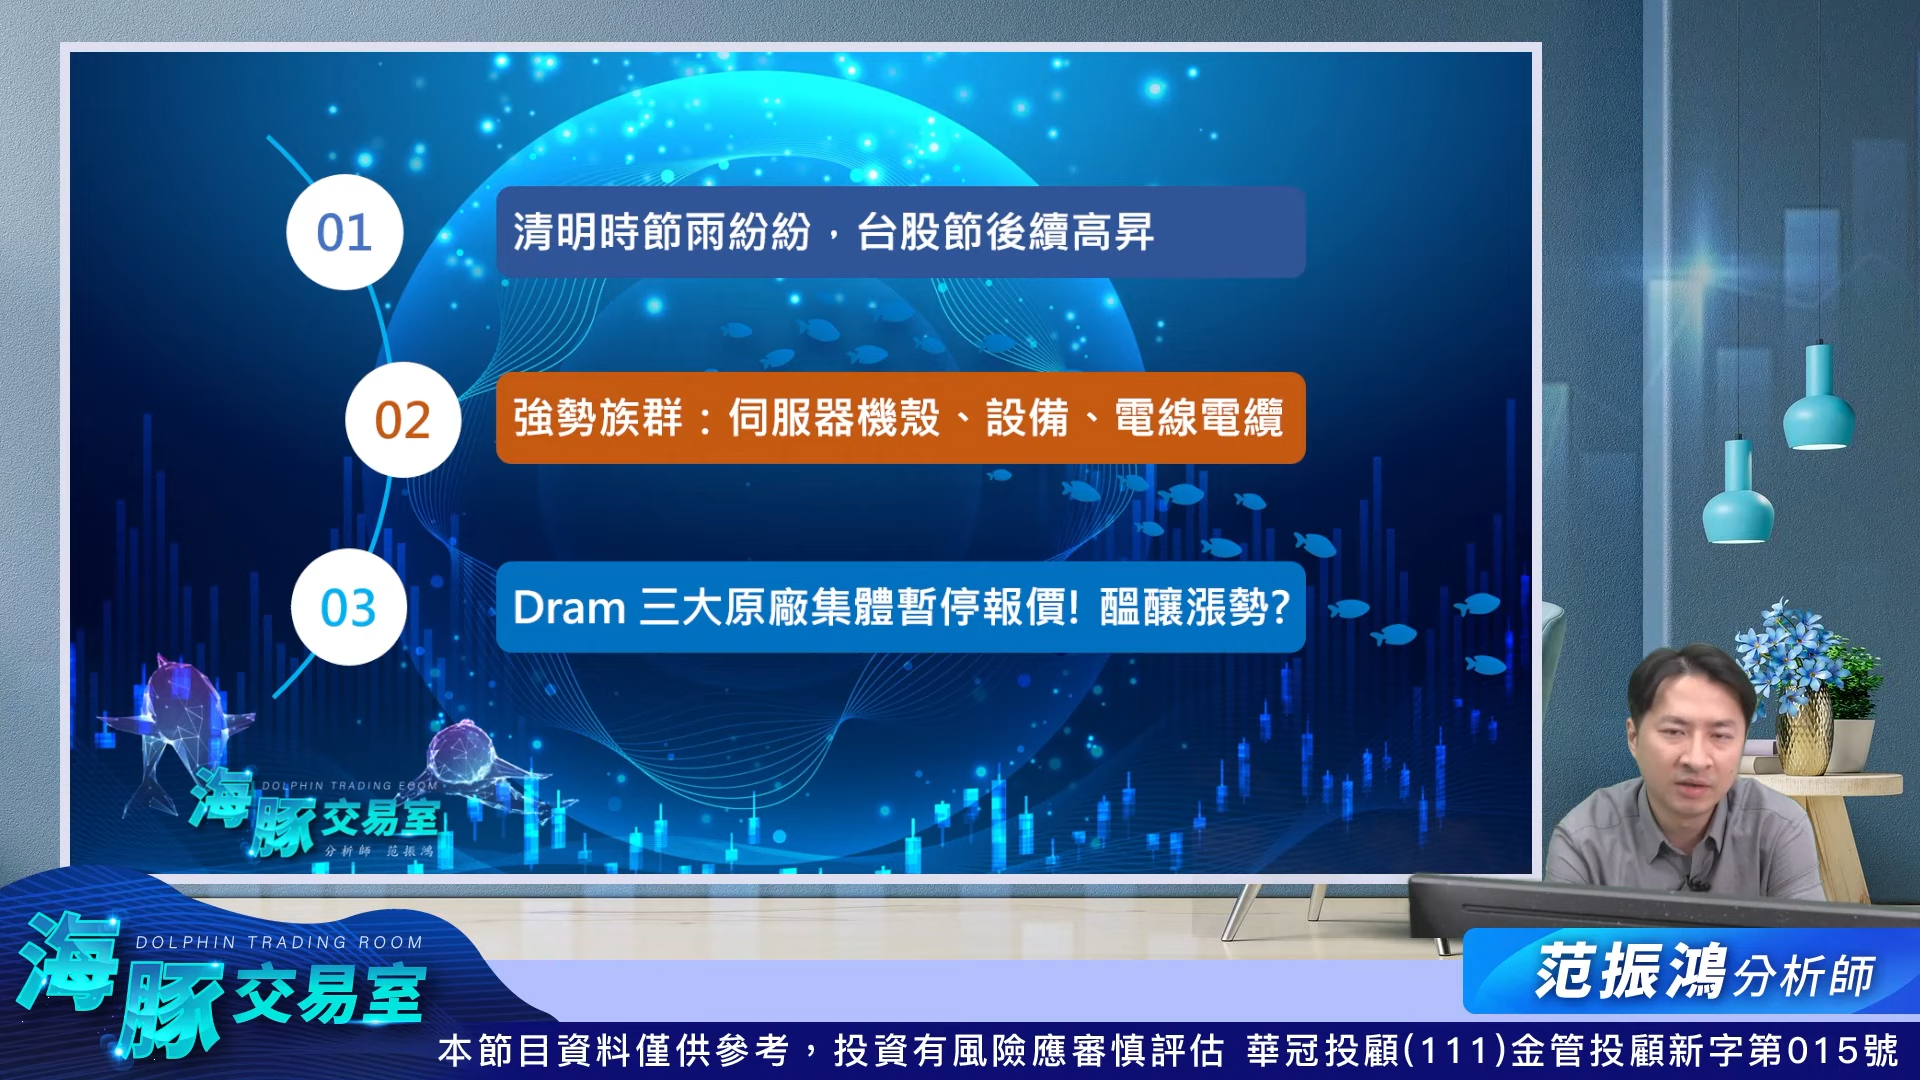 01
清明時節雨紛紛，台股節後續高昇
02
強勢族群：伺服器機殼、設備、電線電纜
03
Dram 三大原廠集體暫停報價! 醞釀漲勢?
DOLPHIN TRADING ROOM
海豚交易室
分析師 范振鴻
DOLPHIN TRADING ROOM
海豚交易室
范振鴻分析師
本節目資料僅供參考，投資有風險應審慎評估 華冠投顧(111)金管投顧新字第015號